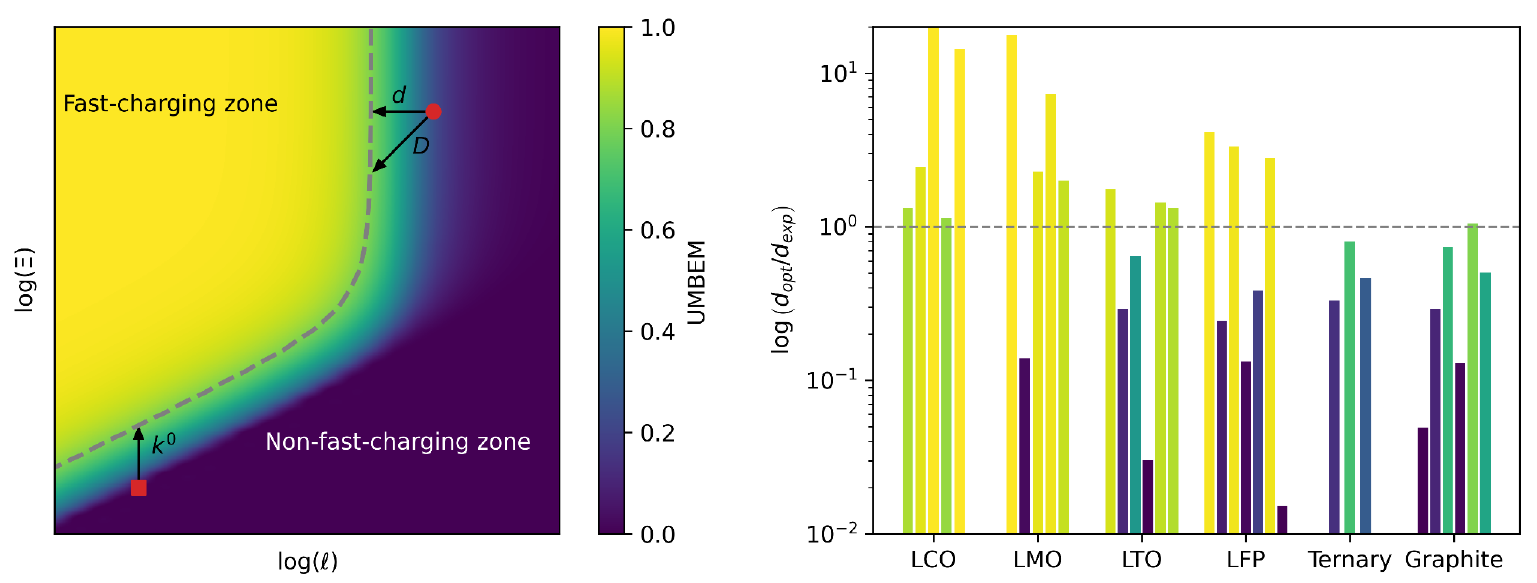 Fast-charging zone
d
D
k⁰
Non-fast-charging zone
log(Ξ)
log(ℓ)
1.0
0.8
0.6
0.4
0.2
0.0
UMBEM
log (d_opt/d_exp)
10¹
10⁰
10⁻¹
10⁻²
LCO LMO LTO LFP Ternary Graphite